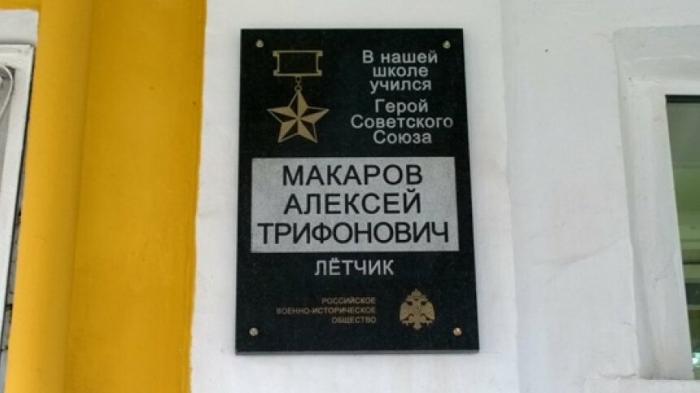 В нашей
школе
учился
Герой
Советского
Союза
МАКАРОВ
АЛЕКСЕЙ
ТРИФОНОВИЧ
ЛЁТЧИК
РОССИЙСКОЕ
ВОЕННО-ИСТОРИЧЕСКОЕ
ОБЩЕСТВО